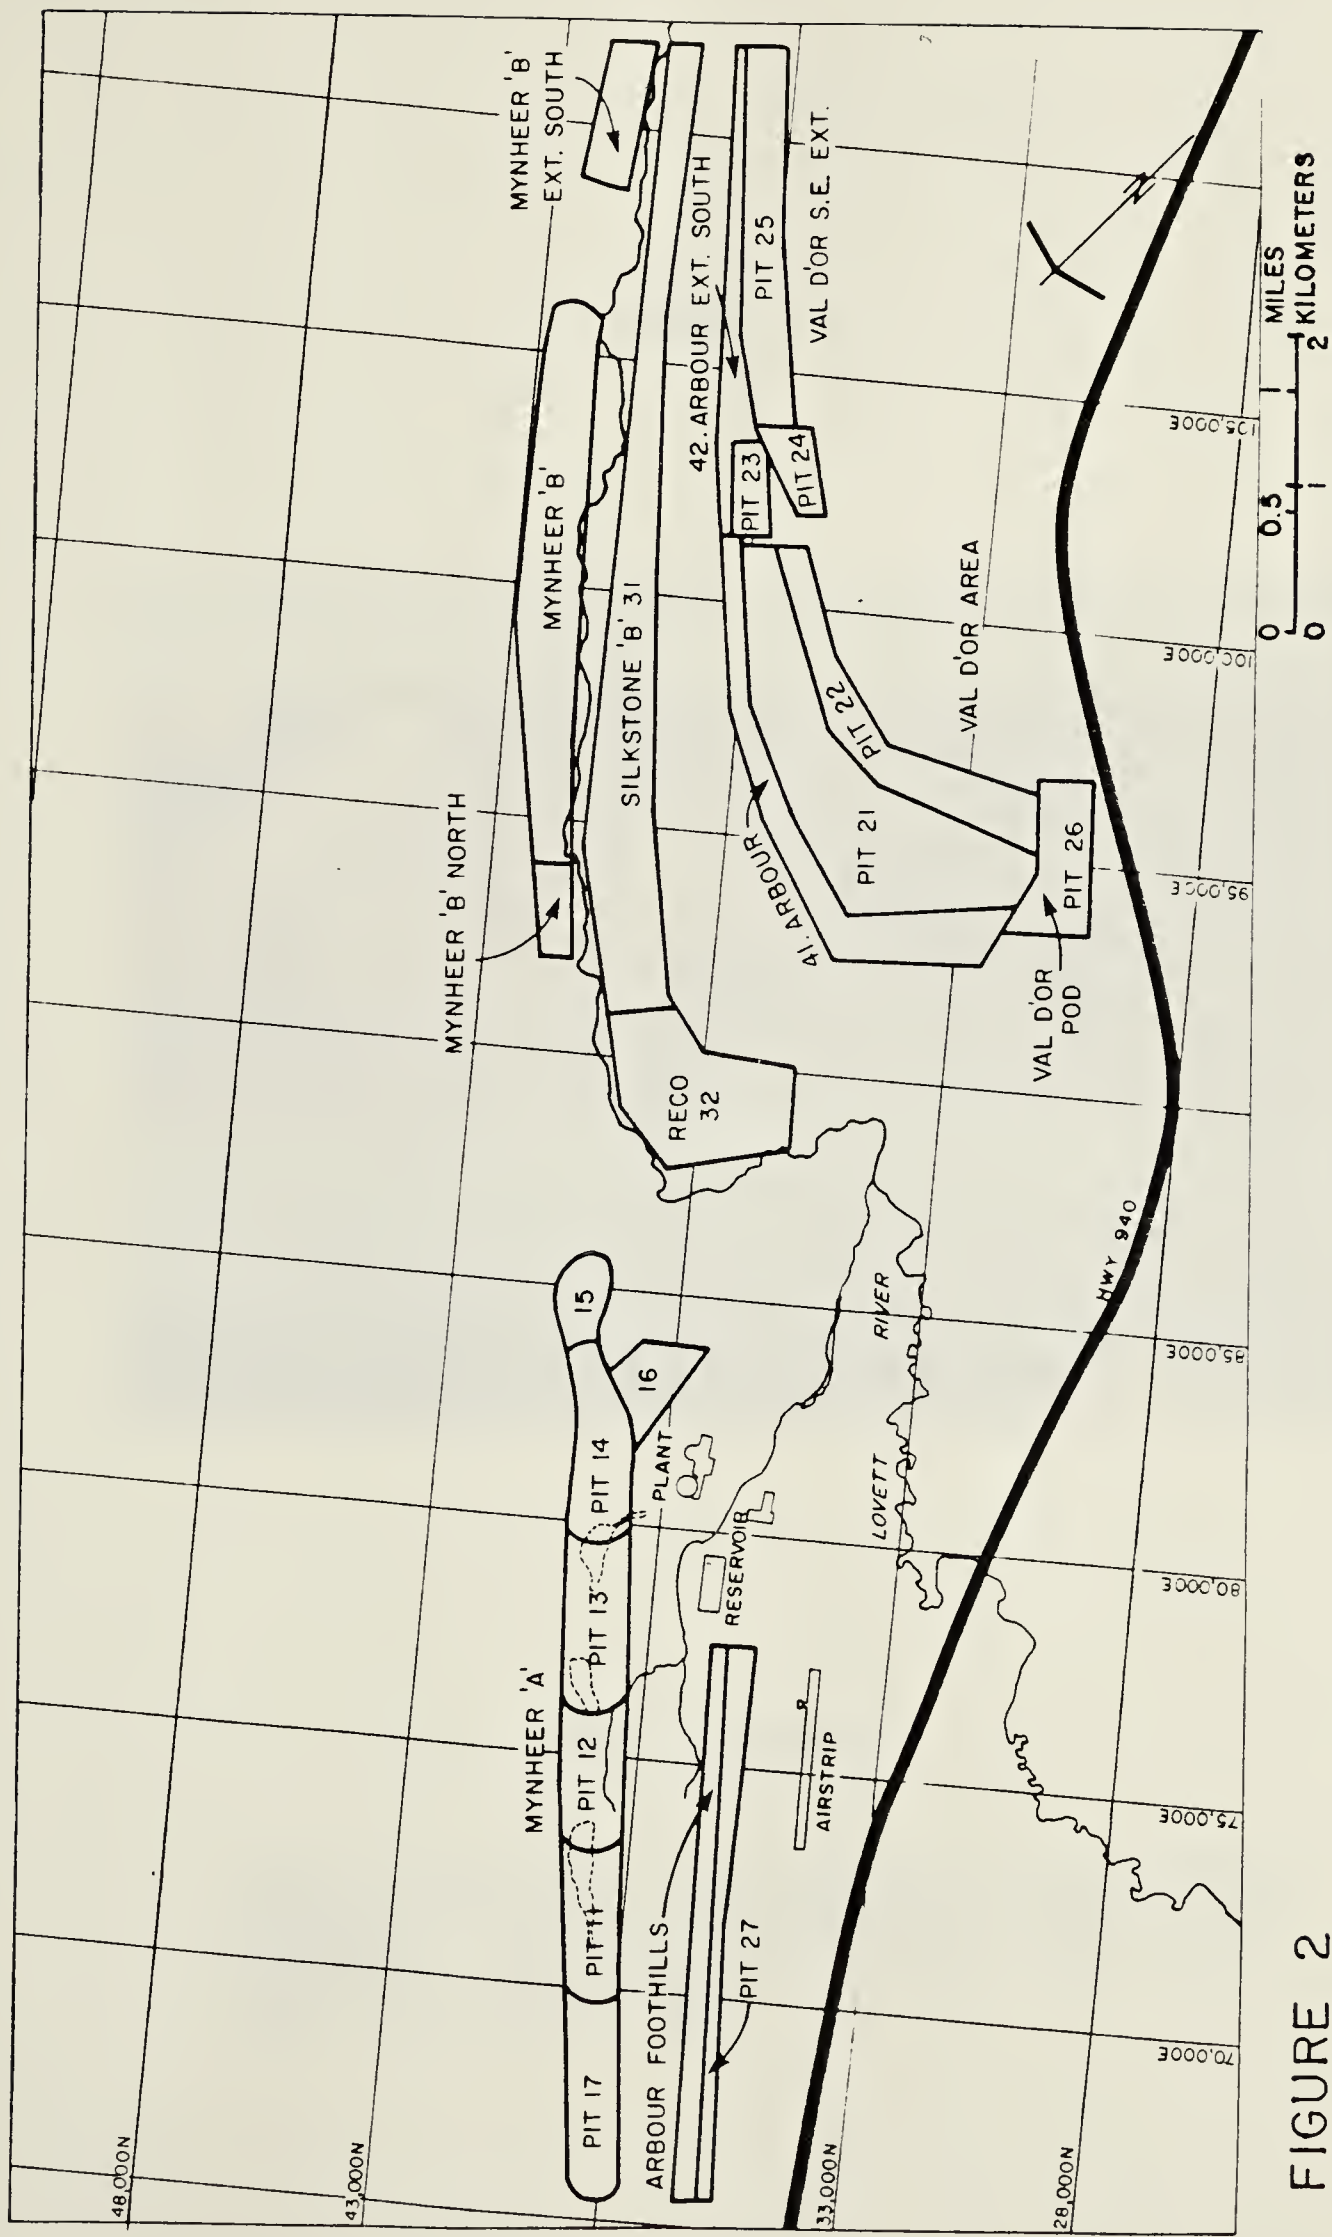 48,000N
43,000N
33,000N
28,000N
MYNHEER 'B'
EXT. SOUTH
MYNHEER 'B'
MYNHEER 'B' NORTH
SILKSTONE 'B' 31
42. ARBOUR EXT. SOUTH
PIT 25
VAL D'OR S.E. EXT.
PIT 23
PIT 24
VAL D'OR AREA
PIT 22
PIT 21
41. ARBOUR
PIT 26
VAL D'OR
POD
RECO
32
15
16
PIT 14
PIT 13
PIT 12
PIT 11
PIT 17
MYNHEER 'A'
PLANT
RESERVOIR
LOVETT RIVER
HWY 940
ARBOUR FOOTHILLS
PIT 27
AIRSTRIP
70,000E
75,000E
80,000E
85,000E
95,000E
100,000E
105,000E
N
0 0.5 1 MILES
0 1 2 KILOMETERS
FIGURE 2